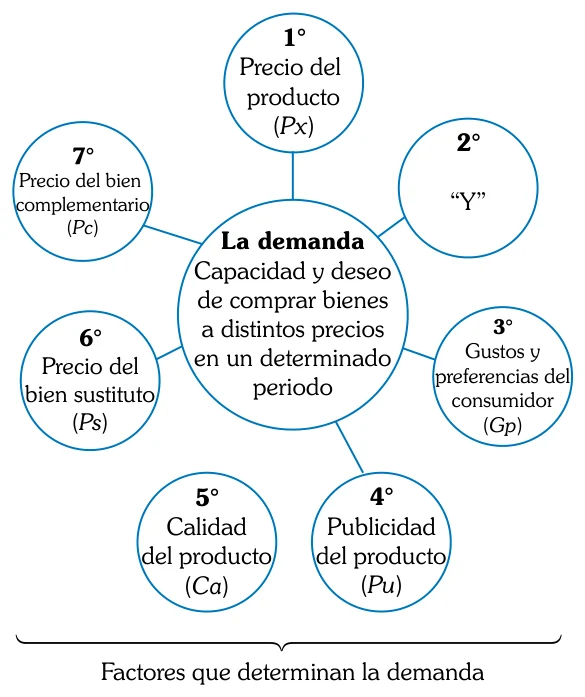 1°
Precio del
producto
(Px)
2°
“Y”
3°
Gustos y
preferencias del
consumidor
(Gp)
4°
Publicidad
del producto
(Pu)
5°
Calidad
del producto
(Ca)
6°
Precio del
bien sustituto
(Ps)
7°
Precio del bien
complementario
(Pc)
La demanda
Capacidad y deseo
de comprar bienes
a distintos precios
en un determinado
periodo
Factores que determinan la demanda